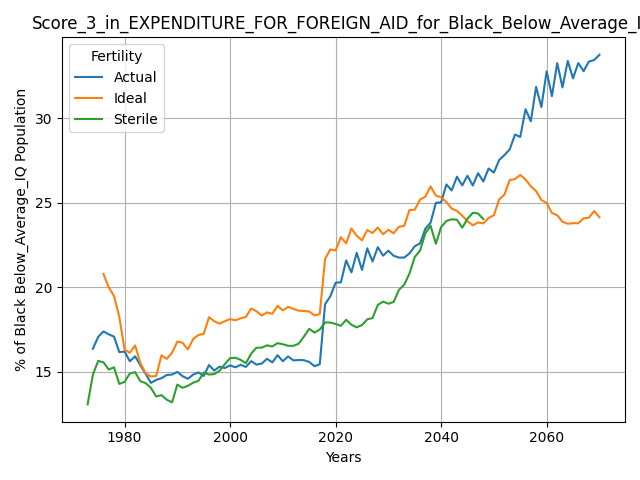 Score_3_in_EXPENDITURE_FOR_FOREIGN_AID_for_Black_Below_Average_I
Fertility
Actual
Ideal
Sterile
% of Black Below_Average_IQ Population
30
25
20
15
1980
2000
2020
2040
2060
Years